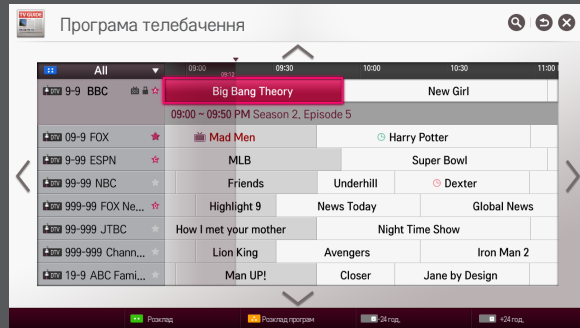 TV GUIDE
Програма телебачення
All 09:00 09:12 09:30 10:00 10:30 11:00
DTV 9-9 BBC Big Bang Theory New Girl
09:00 ~ 09:50 PM Season 2, Episode 5
DTV 09-9 FOX Mad Men Harry Potter
DTV 9-99 ESPN MLB Super Bowl
DTV 99-99 NBC Friends Underhill Dexter
DTV 999-99 FOX Ne... Highlight 9 News Today Global News
DTV 99-999 JTBC How I met your mother Night Time Show
DTV 999-999 Chann... Lion King Avengers Iron Man 2
DTV 19-9 ABC Fami... Man UP! Closer Jane by Design
Розклад Розклад програм -24 год. +24 год.